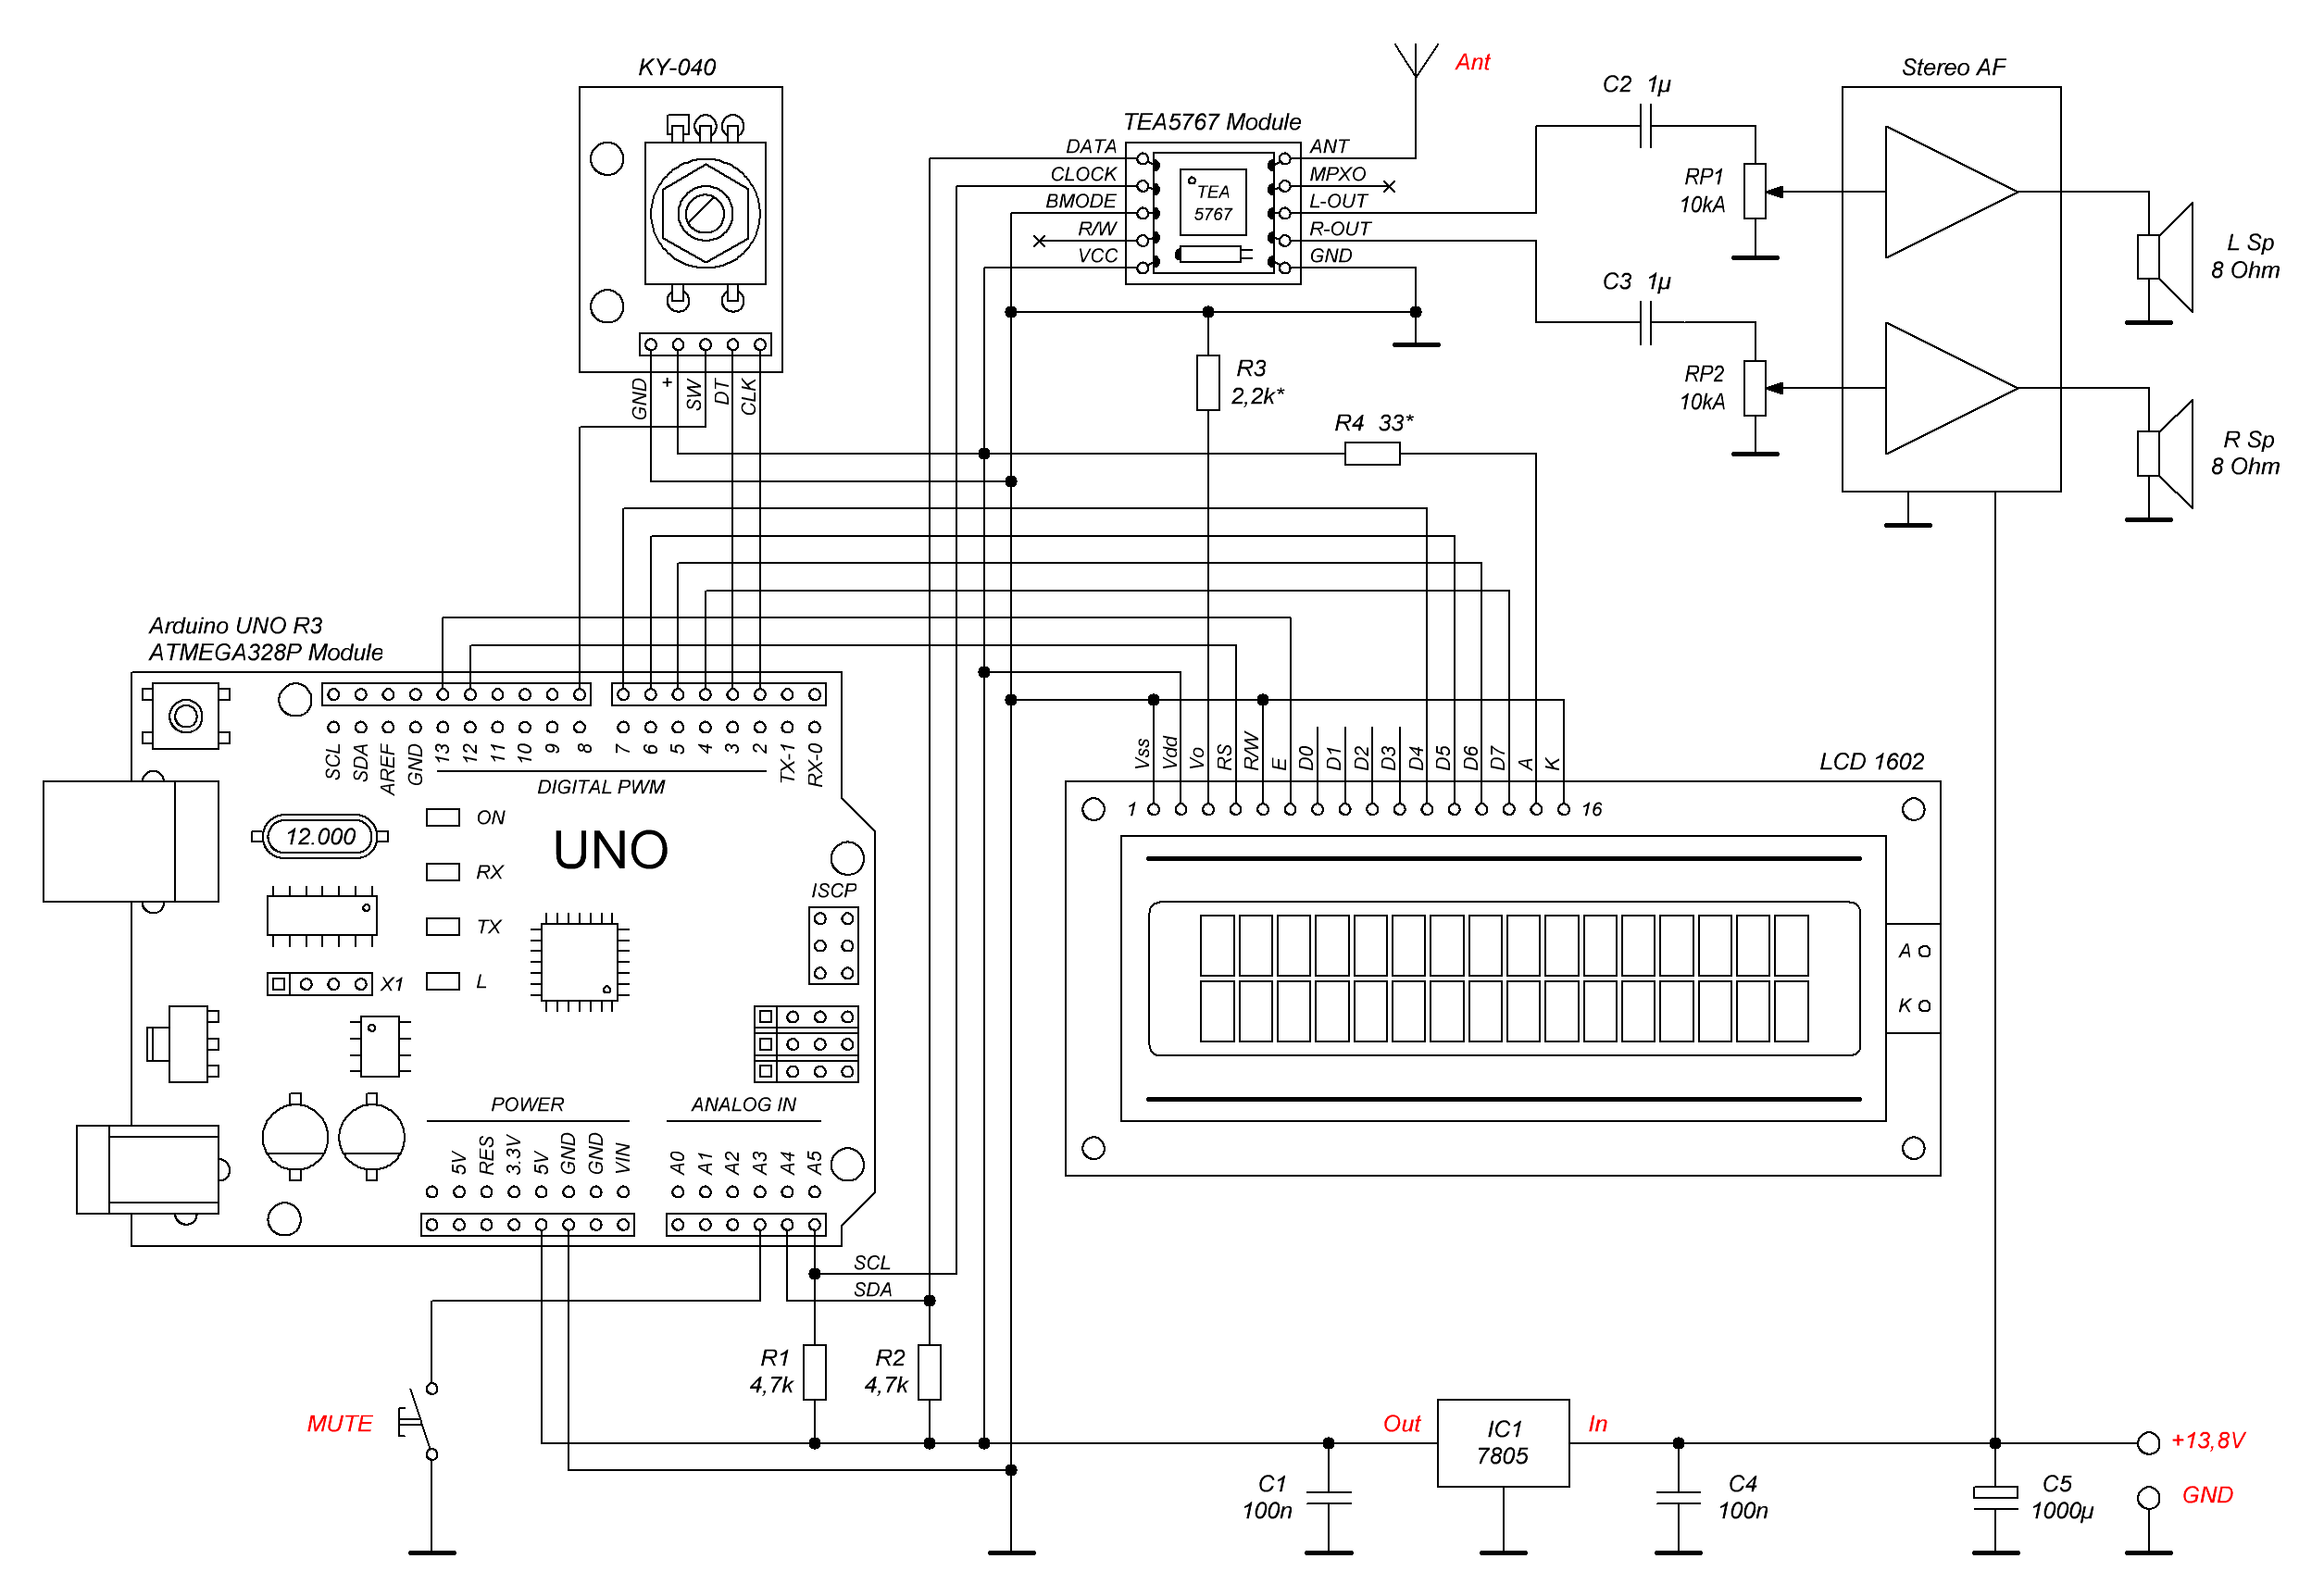 KY-040
Ant
Stereo AF
TEA5767 Module
C2 1µ
DATA
CLOCK
BMODE
R/W
VCC
TEA
5767
ANT
MPXO
L-OUT
R-OUT
GND
RP1
10kA
L Sp
8 Ohm
C3 1µ
RP2
10kA
R Sp
8 Ohm
GND
+
SW
DT
CLK
R3
2,2k*
R4 33*
Arduino UNO R3
ATMEGA328P Module
SCL
SDA
AREF
GND
13
12
11
10
9
8
7
6
5
4
3
2
TX-1
RX-0
DIGITAL PWM
Vss
Vdd
Vo
RS
R/W
E
D0
D1
D2
D3
D4
D5
D6
D7
A
K
LCD 1602
1
16
12.000
ON
RX
TX
L
UNO
ISCP
X1
A
K
POWER
ANALOG IN
5V
RES
3.3V
5V
GND
GND
VIN
A0
A1
A2
A3
A4
A5
SCL
SDA
R1
4,7k
R2
4,7k
MUTE
Out
IC1
7805
In
+13,8V
GND
C1
100n
C4
100n
C5
1000µ